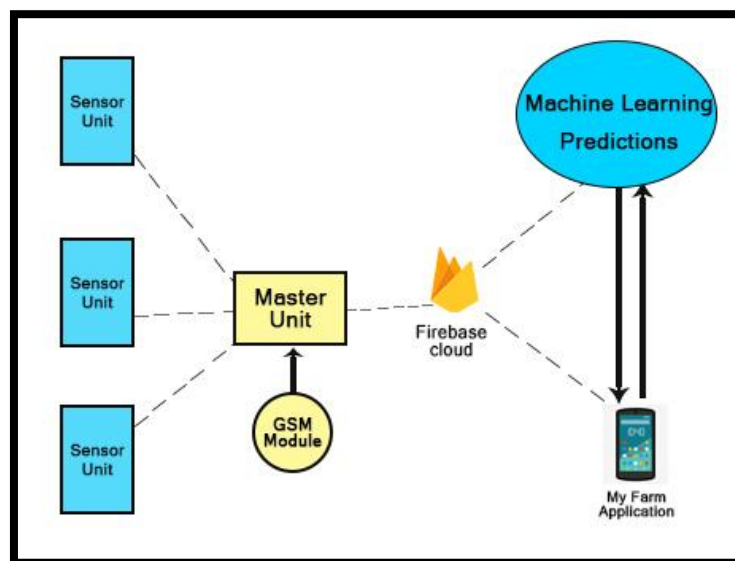 Sensor
Unit
Machine Learning
Predictions
Sensor
Unit
Master
Unit
Firebase
cloud
GSM
Module
Sensor
Unit
My Farm
Application